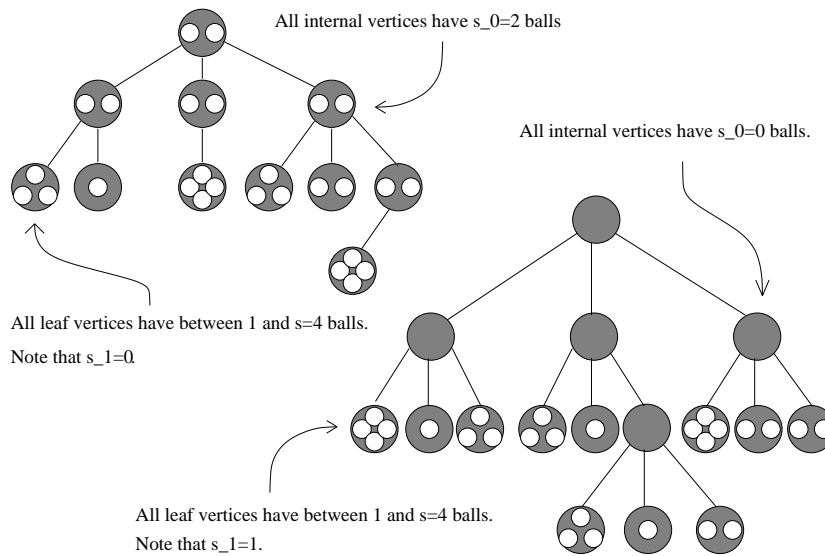 All internal vertices have s_0=2 balls
All internal vertices have s_0=0 balls.
All leaf vertices have between 1 and s=4 balls.
Note that s_1=0.
All leaf vertices have between 1 and s=4 balls.
Note that s_1=1.